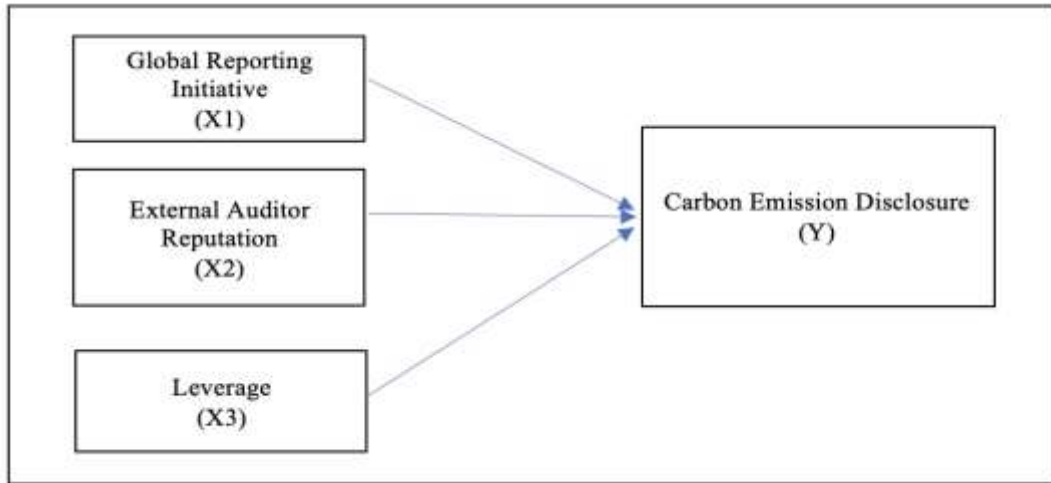 Global Reporting
Initiative
(X1)
External Auditor
Reputation
(X2)
Leverage
(X3)
Carbon Emission Disclosure
(Y)